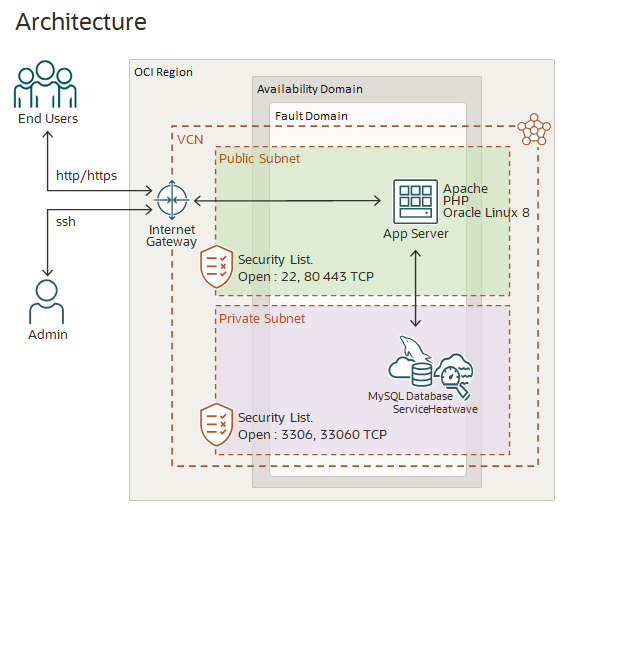 Architecture
OCI Region
Availability Domain
Fault Domain
End Users
VCN
Public Subnet
http/https
Apache
PHP
Oracle Linux 8
ssh
Internet
Gateway
App Server
Security List.
Open : 22, 80 443 TCP
Private Subnet
Admin
MySQL Database
ServiceHeatwave
Security List.
Open : 3306, 33060 TCP